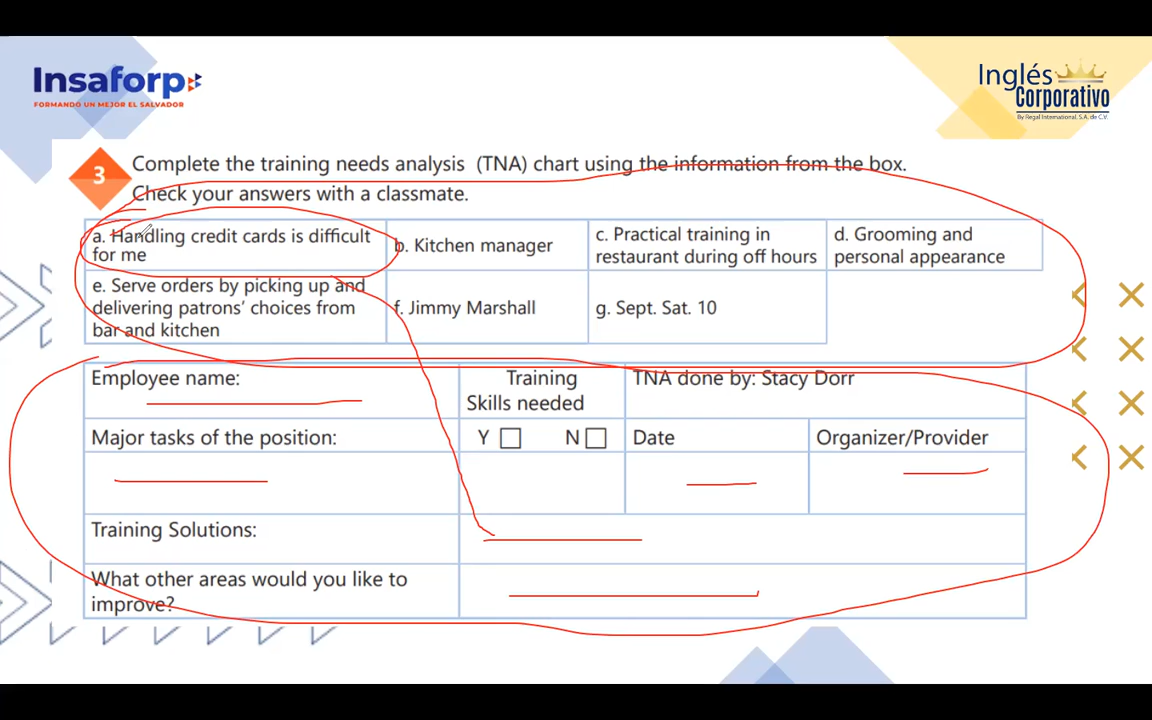 Insaforp
FORMANDO UN MEJOR EL SALVADOR
Inglés
Corporativo
By Regal International, S.A. de C.V.
3
Complete the training needs analysis (TNA) chart using the information from the box.
Check your answers with a classmate.
a. Handling credit cards is difficult
for me
b. Kitchen manager
c. Practical training in
restaurant during off hours
d. Grooming and
personal appearance
e. Serve orders by picking up and
delivering patrons' choices from
bar and kitchen
f. Jimmy Marshall
g. Sept. Sat. 10
Employee name:
Training
Skills needed
TNA done by: Stacy Dorr
Major tasks of the position:
Y N
Date
Organizer/Provider
Training Solutions:
What other areas would you like to
improve?